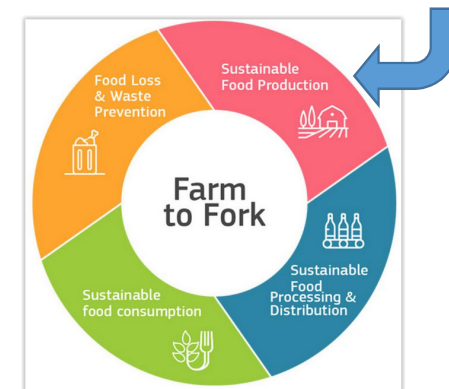 Food Loss
& Waste
Prevention
Sustainable
Food Production
Farm
to Fork
Sustainable
Food
Processing &
Distribution
Sustainable
food consumption